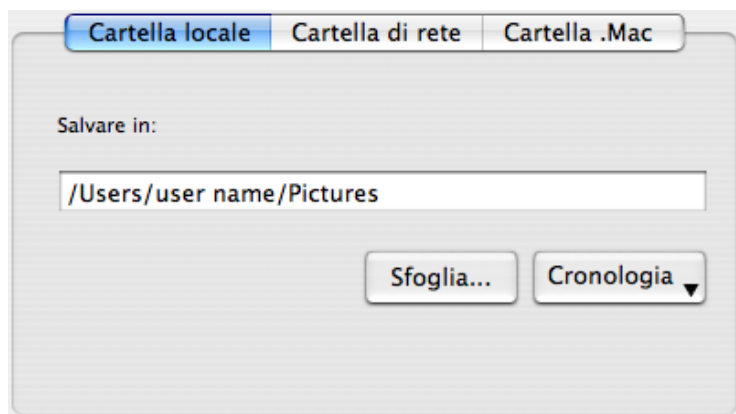 Cartella locale Cartella di rete Cartella .Mac
Salvare in:
/Users/user name/Pictures
Sfoglia... Cronologia